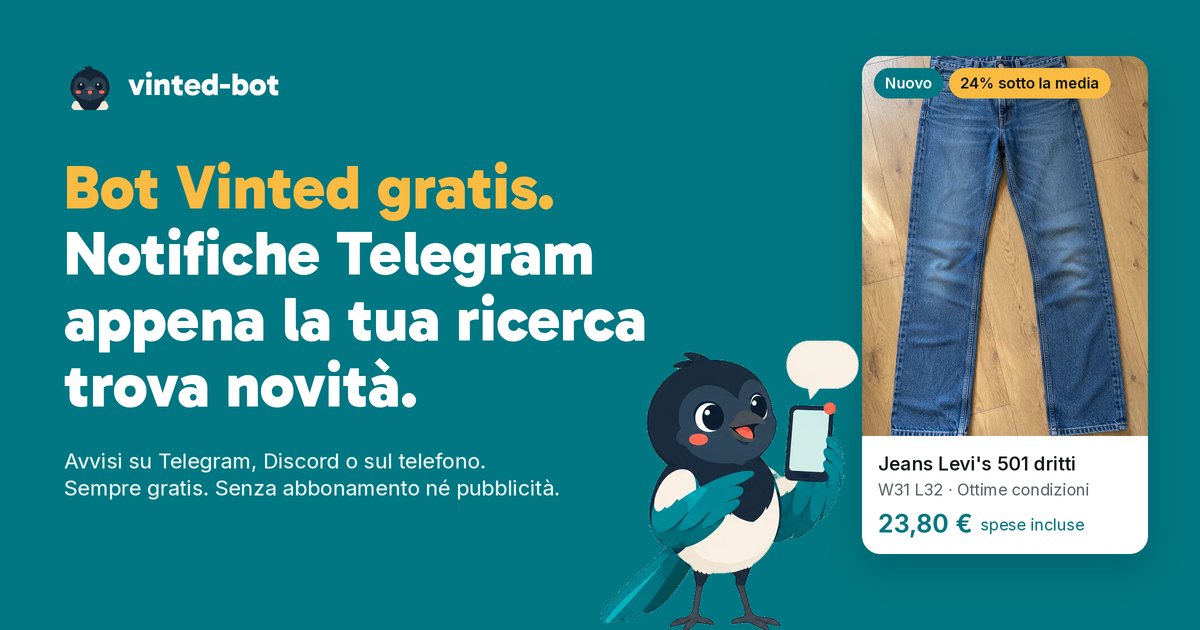 vinted-bot
Bot Vinted gratis.
Notifiche Telegram
appena la tua ricerca
trova novità.
Avvisi su Telegram, Discord o sul telefono.
Sempre gratis. Senza abbonamento né pubblicità.
Nuovo
24% sotto la media
Jeans Levi's 501 dritti
W31 L32 · Ottime condizioni
23,80 € spese incluse